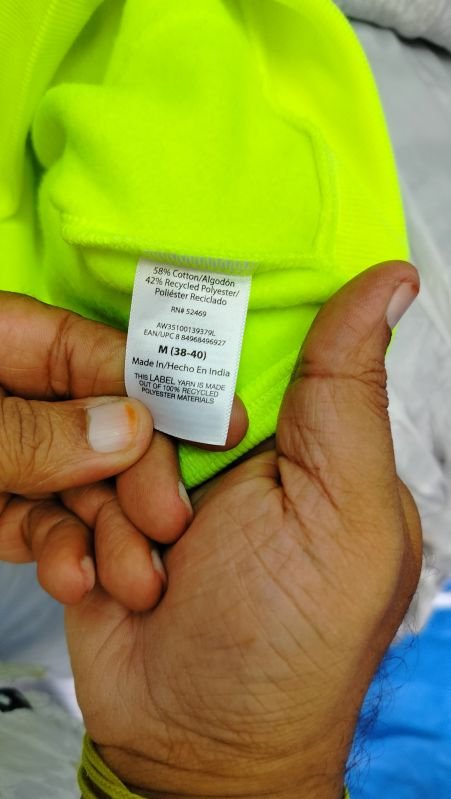 58% Cotton/Algodón
42% Recycled Polyester/
Poliéster Reciclado
RN# 52469
AW35100139379L
EAN/UPC 8 84968496927
M (38-40)
Made In/Hecho En India
THIS LABEL YARN IS MADE
OUT OF 100% RECYCLED
POLYESTER MATERIALS